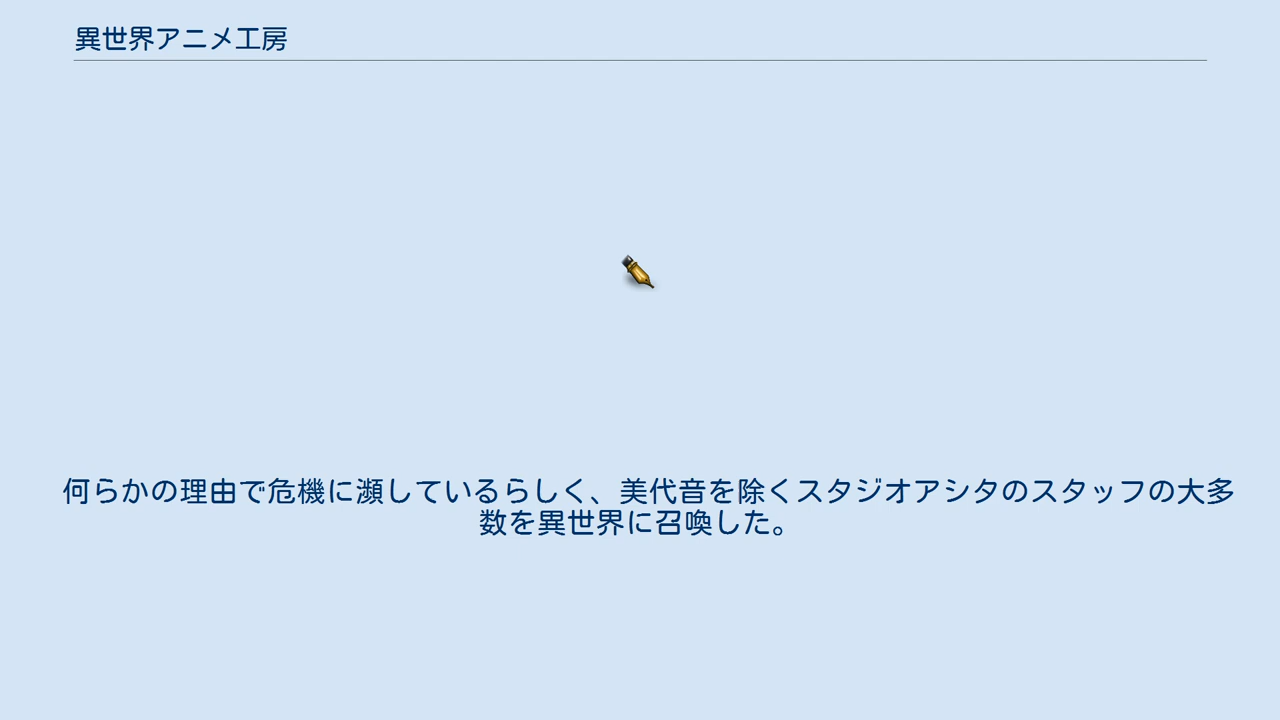 異世界アニメ工房
何らかの理由で危機に瀕しているらしく、美代音を除くスタジオアシタのスタッフの大多
数を異世界に召喚した。